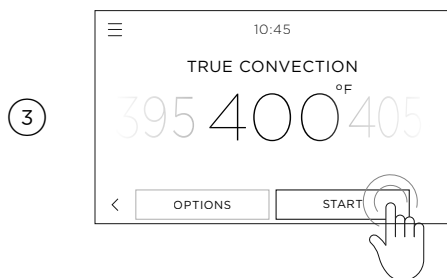 10:45
TRUE CONVECTION
°F
3
395 400 405
OPTIONS START